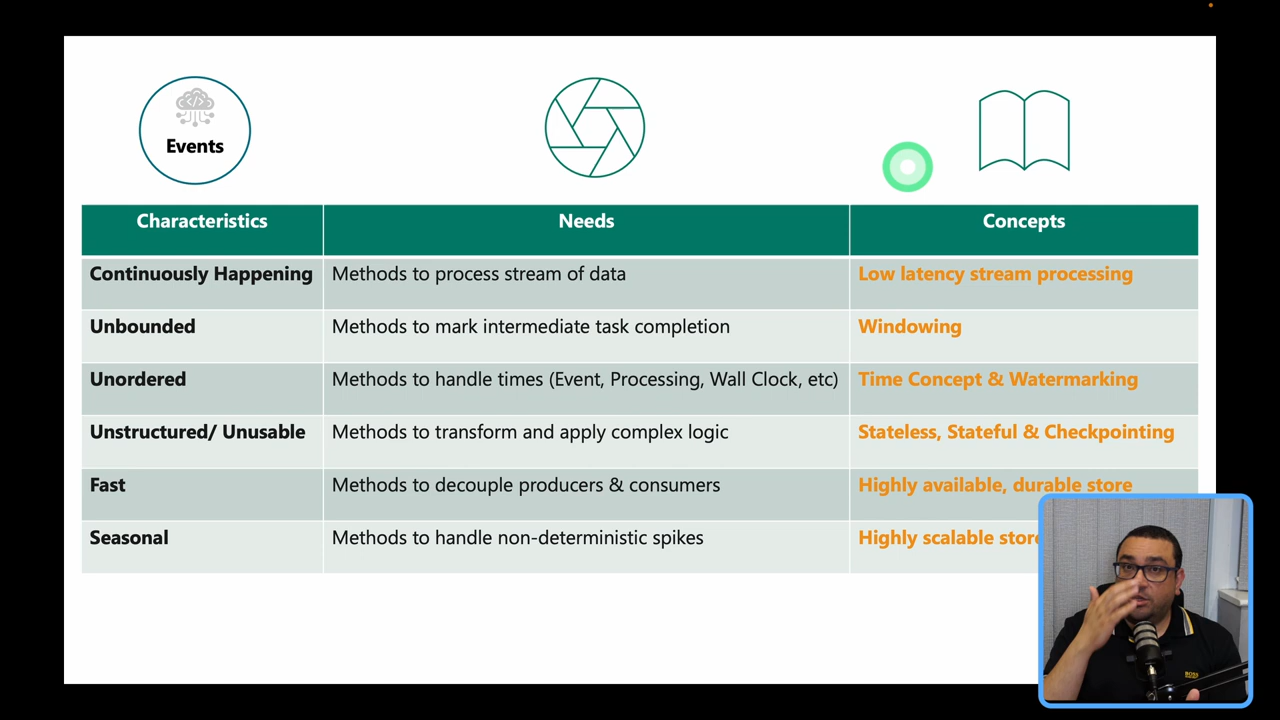 </>
Events
Characteristics Needs Concepts
Continuously Happening Methods to process stream of data Low latency stream processing
Unbounded Methods to mark intermediate task completion Windowing
Unordered Methods to handle times (Event, Processing, Wall Clock, etc) Time Concept & Watermarking
Unstructured/ Unusable Methods to transform and apply complex logic Stateless, Stateful & Checkpointing
Fast Methods to decouple producers & consumers Highly available, durable store
Seasonal Methods to handle non-deterministic spikes Highly scalable store
BOSS